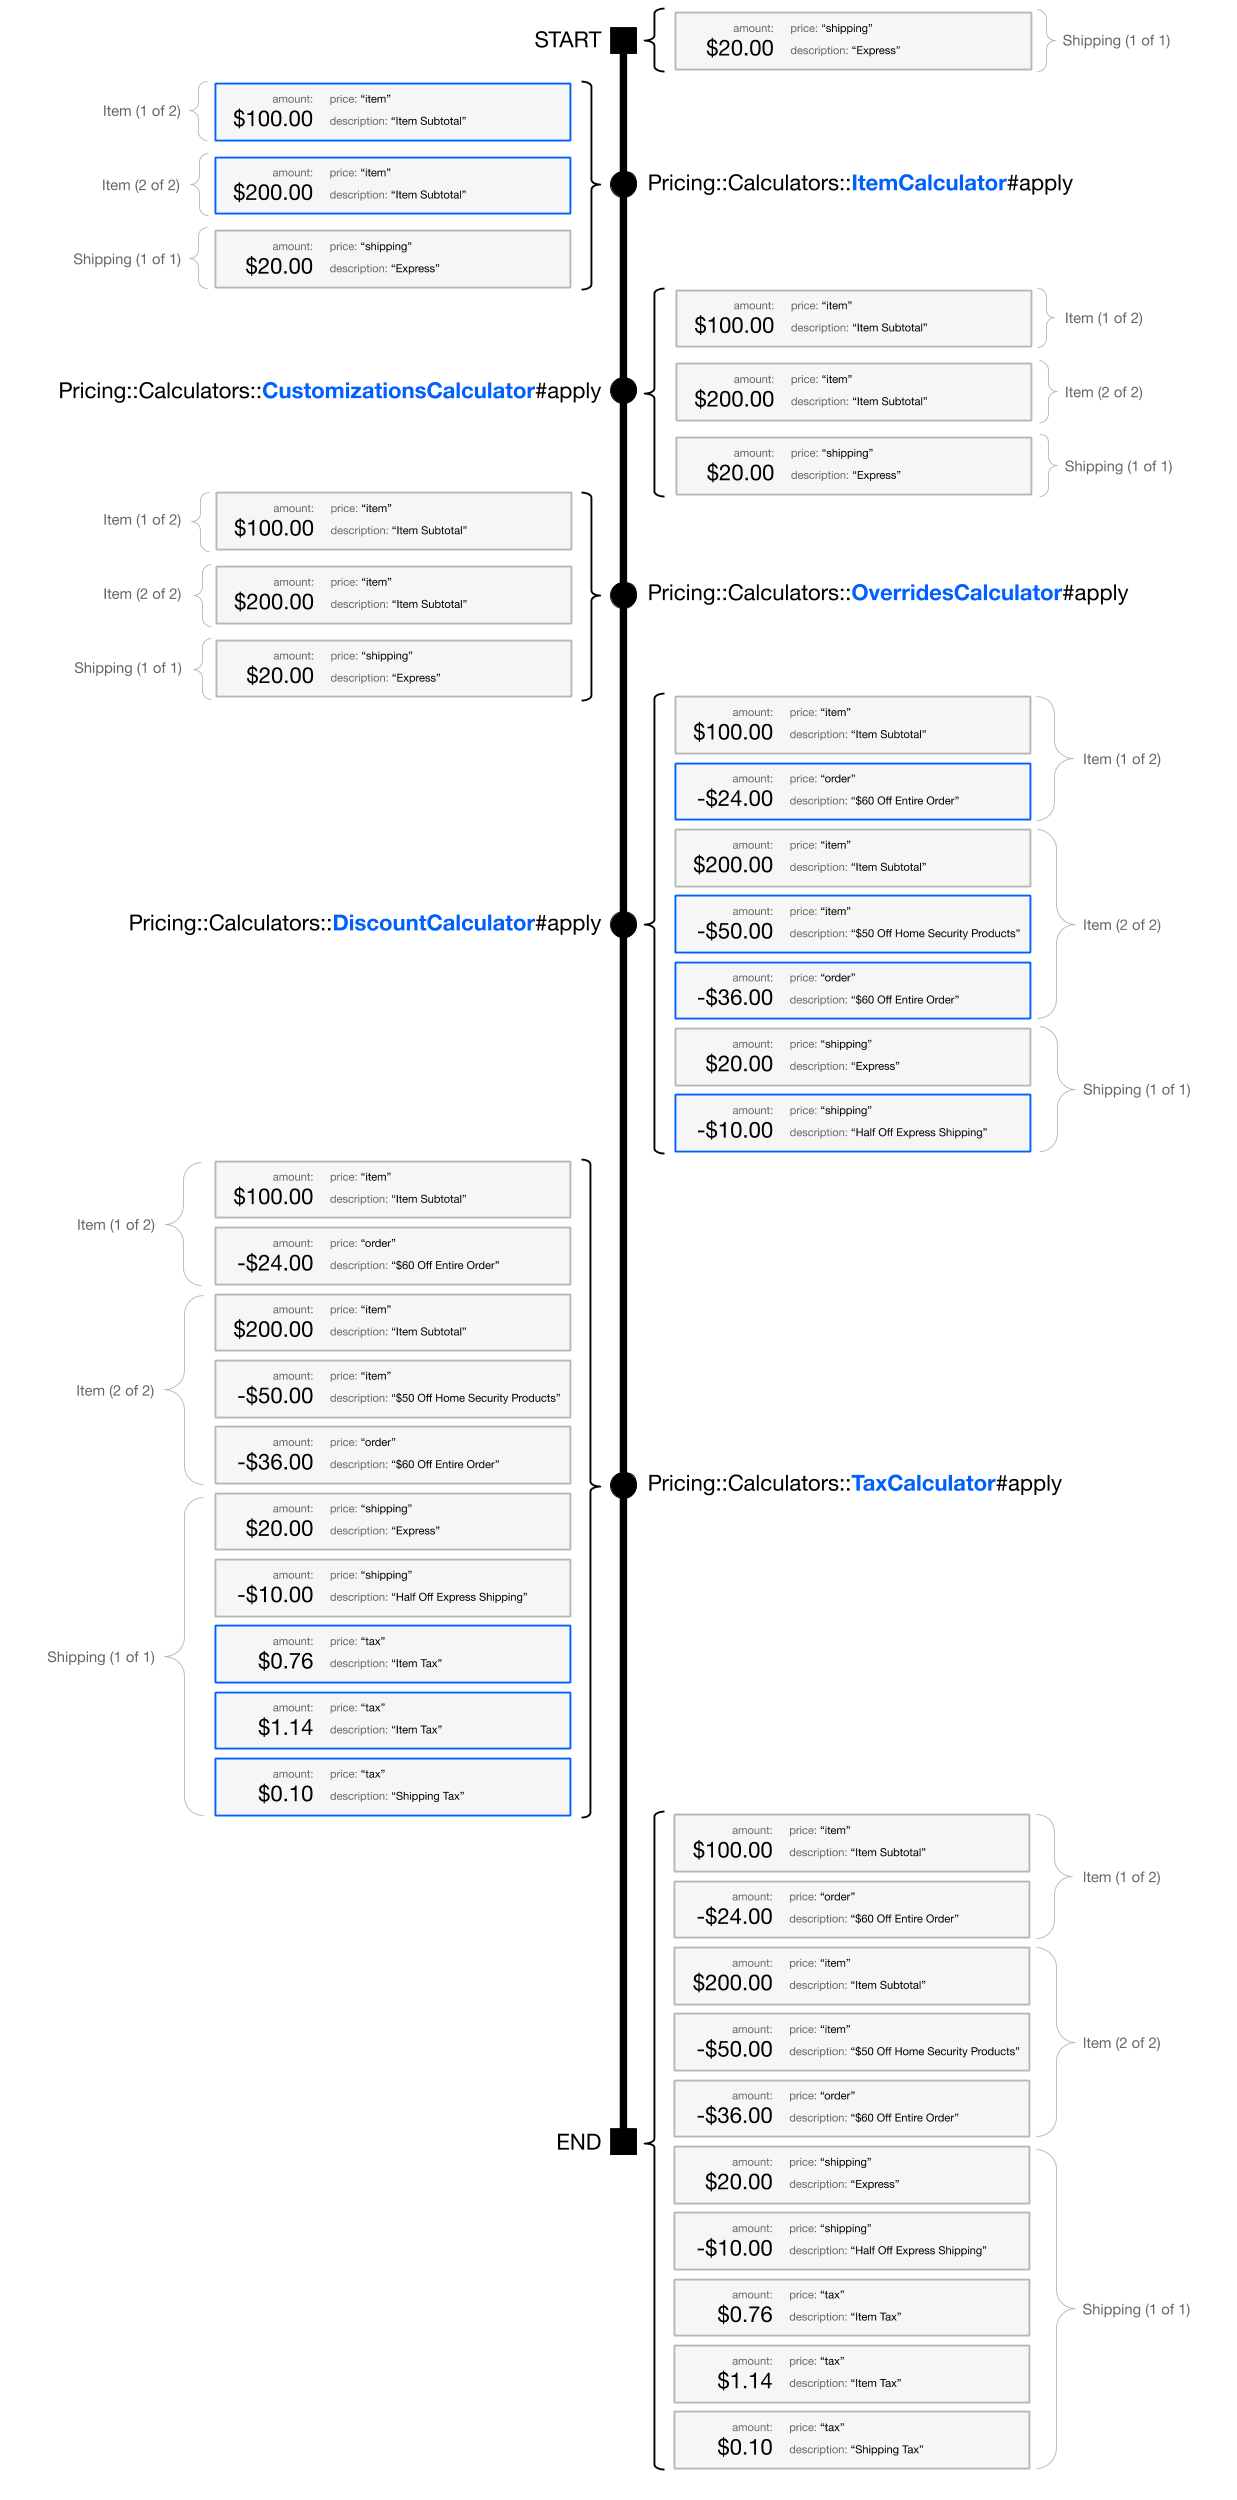 START
amount: price: “shipping”
$20.00 description: “Express”
Shipping (1 of 1)
Item (1 of 2)
amount: price: “item”
$100.00 description: “Item Subtotal”
Item (2 of 2)
amount: price: “item”
$200.00 description: “Item Subtotal”
Shipping (1 of 1)
amount: price: “shipping”
$20.00 description: “Express”
Pricing::Calculators::ItemCalculator#apply
Pricing::Calculators::CustomizationsCalculator#apply
amount: price: “item”
$100.00 description: “Item Subtotal”
Item (1 of 2)
amount: price: “item”
$200.00 description: “Item Subtotal”
Item (2 of 2)
amount: price: “shipping”
$20.00 description: “Express”
Shipping (1 of 1)
Item (1 of 2)
amount: price: “item”
$100.00 description: “Item Subtotal”
Item (2 of 2)
amount: price: “item”
$200.00 description: “Item Subtotal”
Shipping (1 of 1)
amount: price: “shipping”
$20.00 description: “Express”
Pricing::Calculators::OverridesCalculator#apply
Pricing::Calculators::DiscountCalculator#apply
amount: price: “item”
$100.00 description: “Item Subtotal”
amount: price: “order”
-$24.00 description: “$60 Off Entire Order”
Item (1 of 2)
amount: price: “item”
$200.00 description: “Item Subtotal”
amount: price: “item”
-$50.00 description: “$50 Off Home Security Products”
amount: price: “order”
-$36.00 description: “$60 Off Entire Order”
Item (2 of 2)
amount: price: “shipping”
$20.00 description: “Express”
amount: price: “shipping”
-$10.00 description: “Half Off Express Shipping”
Shipping (1 of 1)
Item (1 of 2)
amount: price: “item”
$100.00 description: “Item Subtotal”
amount: price: “order”
-$24.00 description: “$60 Off Entire Order”
Item (2 of 2)
amount: price: “item”
$200.00 description: “Item Subtotal”
amount: price: “item”
-$50.00 description: “$50 Off Home Security Products”
amount: price: “order”
-$36.00 description: “$60 Off Entire Order”
Shipping (1 of 1)
amount: price: “shipping”
$20.00 description: “Express”
amount: price: “shipping”
-$10.00 description: “Half Off Express Shipping”
amount: price: “tax”
$0.76 description: “Item Tax”
amount: price: “tax”
$1.14 description: “Item Tax”
amount: price: “tax”
$0.10 description: “Shipping Tax”
Pricing::Calculators::TaxCalculator#apply
END
amount: price: “item”
$100.00 description: “Item Subtotal”
amount: price: “order”
-$24.00 description: “$60 Off Entire Order”
Item (1 of 2)
amount: price: “item”
$200.00 description: “Item Subtotal”
amount: price: “item”
-$50.00 description: “$50 Off Home Security Products”
amount: price: “order”
-$36.00 description: “$60 Off Entire Order”
Item (2 of 2)
amount: price: “shipping”
$20.00 description: “Express”
amount: price: “shipping”
-$10.00 description: “Half Off Express Shipping”
amount: price: “tax”
$0.76 description: “Item Tax”
amount: price: “tax”
$1.14 description: “Item Tax”
amount: price: “tax”
$0.10 description: “Shipping Tax”
Shipping (1 of 1)